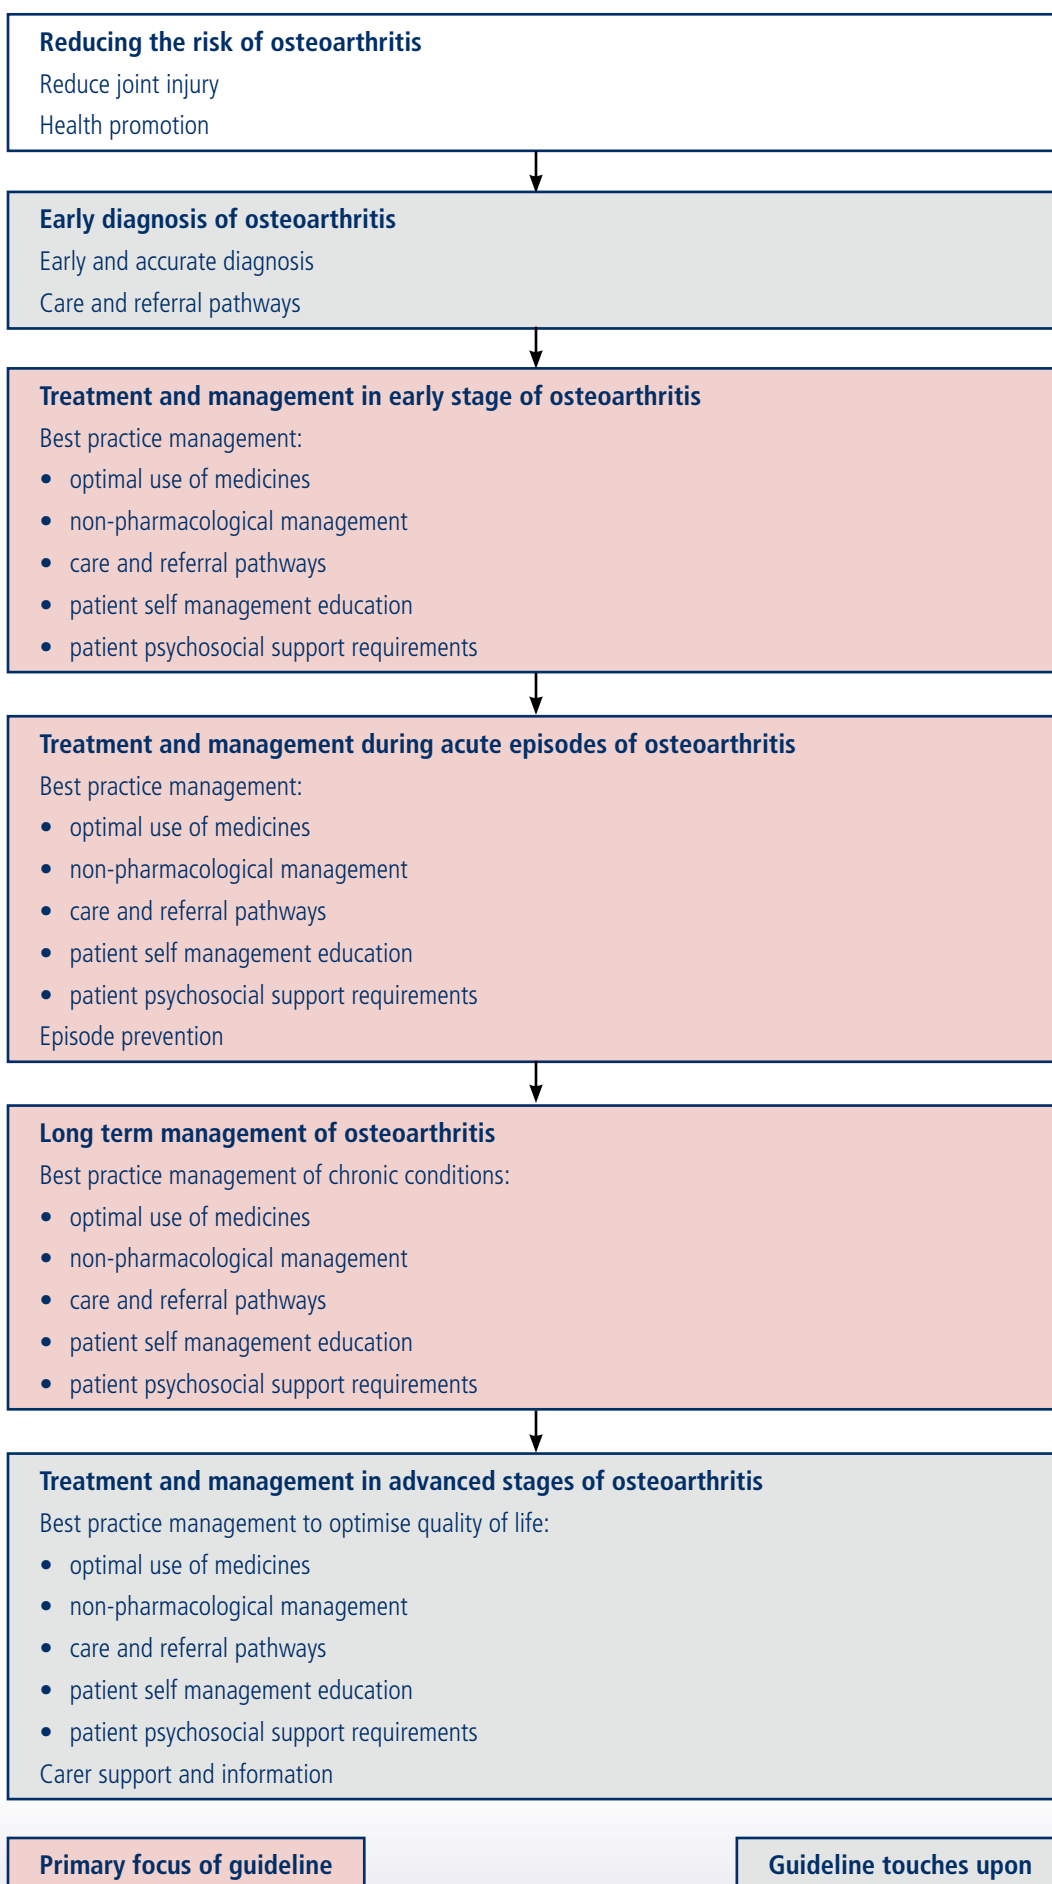 Reducing the risk of osteoarthritis
Reduce joint injury
Health promotion
Early diagnosis of osteoarthritis
Early and accurate diagnosis
Care and referral pathways
Treatment and management in early stage of osteoarthritis
Best practice management:
• optimal use of medicines
• non-pharmacological management
• care and referral pathways
• patient self management education
• patient psychosocial support requirements
Treatment and management during acute episodes of osteoarthritis
Best practice management:
• optimal use of medicines
• non-pharmacological management
• care and referral pathways
• patient self management education
• patient psychosocial support requirements
Episode prevention
Long term management of osteoarthritis
Best practice management of chronic conditions:
• optimal use of medicines
• non-pharmacological management
• care and referral pathways
• patient self management education
• patient psychosocial support requirements
Treatment and management in advanced stages of osteoarthritis
Best practice management to optimise quality of life:
• optimal use of medicines
• non-pharmacological management
• care and referral pathways
• patient self management education
• patient psychosocial support requirements
Carer support and information
Primary focus of guideline
Guideline touches upon